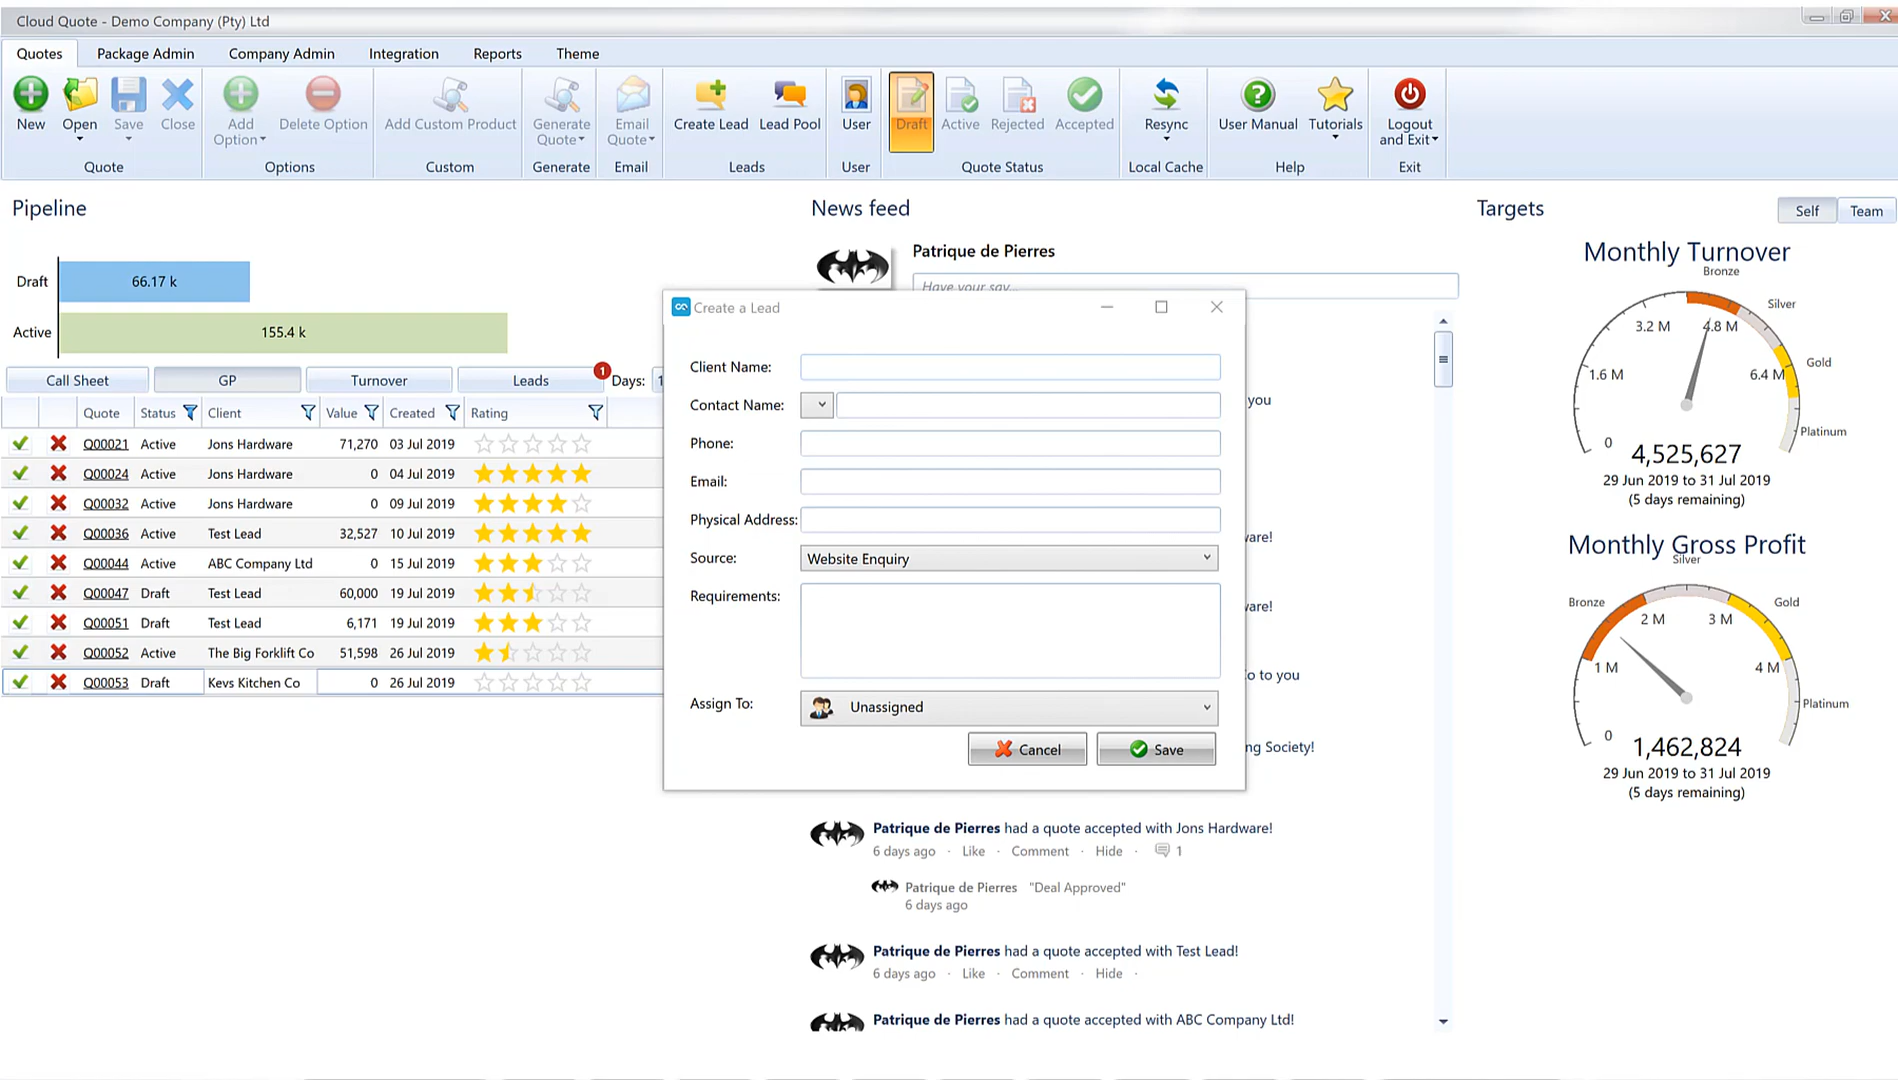 Cloud Quote - Demo Company (Pty) Ltd
Quotes Package Admin Company Admin Integration Reports Theme
New Open Save Close Add Option Delete Option Add Custom Product Generate Quote Email Quote Create Lead Lead Pool User Draft Active Rejected Accepted Resync User Manual Tutorials Logout and Exit
Quote Options Custom Generate Email Leads User Quote Status Local Cache Help Exit
Pipeline
Draft 66.17 k
Active 155.4 k
Call Sheet GP Turnover Leads 1 Days: 1
Quote Status Client Value Created Rating
Q00021 Active Jons Hardware 71,270 03 Jul 2019
Q00024 Active Jons Hardware 0 04 Jul 2019
Q00032 Active Jons Hardware 0 09 Jul 2019
Q00036 Active Test Lead 32,527 10 Jul 2019
Q00044 Active ABC Company Ltd 0 15 Jul 2019
Q00047 Draft Test Lead 60,000 19 Jul 2019
Q00051 Draft Test Lead 6,171 19 Jul 2019
Q00052 Active The Big Forklift Co 51,598 26 Jul 2019
Q00053 Draft Kevs Kitchen Co 0 26 Jul 2019
News feed
Patrique de Pierres
Have your say...
Create a Lead
Client Name:
Contact Name:
Phone:
Email:
Physical Address:
Source: Website Enquiry
Requirements:
Assign To: Unassigned
Cancel Save
you
are!
are!
o to you
ng Society!
Patrique de Pierres had a quote accepted with Jons Hardware!
6 days ago · Like · Comment · Hide · 1
Patrique de Pierres "Deal Approved"
6 days ago
Patrique de Pierres had a quote accepted with Test Lead!
6 days ago · Like · Comment · Hide ·
Patrique de Pierres had a quote accepted with ABC Company Ltd!
Targets
Self Team
Monthly Turnover
Bronze
Silver
Gold
Platinum
0 1.6 M 3.2 M 4.8 M 6.4 M
4,525,627
29 Jun 2019 to 31 Jul 2019
(5 days remaining)
Monthly Gross Profit
Silver
Bronze
Gold
Platinum
0 1 M 2 M 3 M 4 M
1,462,824
29 Jun 2019 to 31 Jul 2019
(5 days remaining)